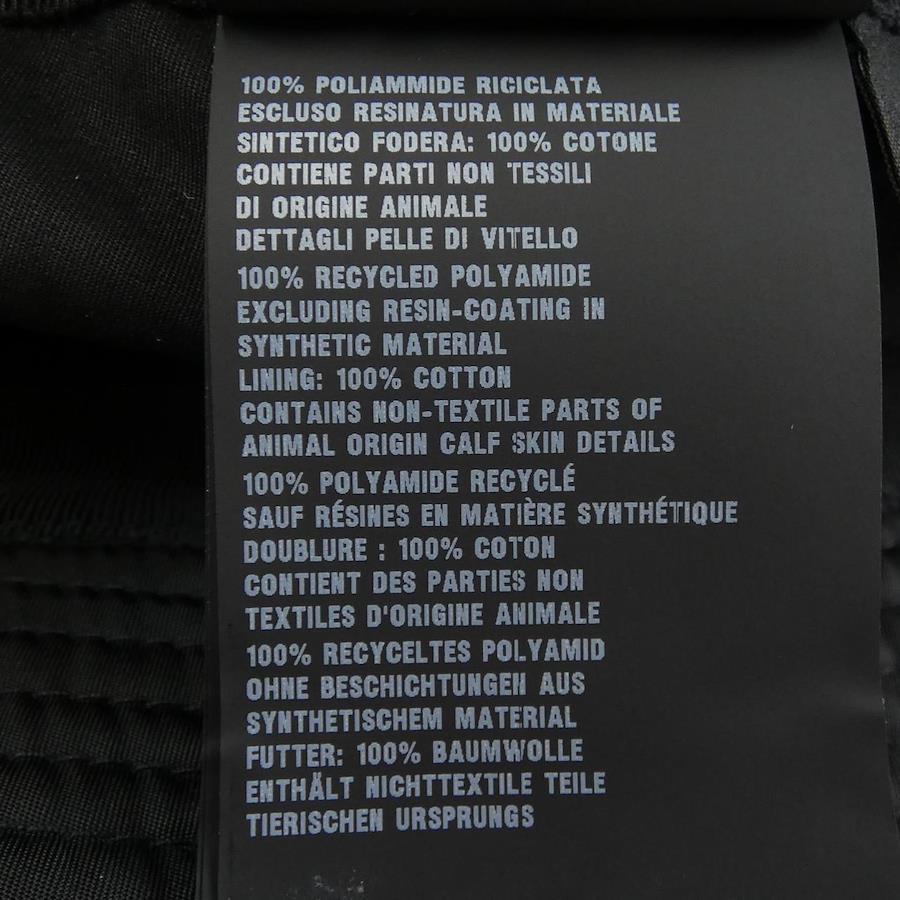 100% POLIAMMIDE RICICLATA
ESCLUSO RESINATURA IN MATERIALE
SINTETICO FODERA: 100% COTONE
CONTIENE PARTI NON TESSILI
DI ORIGINE ANIMALE
DETTAGLI PELLE DI VITELLO
100% RECYCLED POLYAMIDE
EXCLUDING RESIN-COATING IN
SYNTHETIC MATERIAL
LINING: 100% COTTON
CONTAINS NON-TEXTILE PARTS OF
ANIMAL ORIGIN CALF SKIN DETAILS
100% POLYAMIDE RECYCLÉ
SAUF RÉSINES EN MATIÈRE SYNTHÉTIQUE
DOUBLURE : 100% COTON
CONTIENT DES PARTIES NON
TEXTILES D'ORIGINE ANIMALE
100% RECYCELTES POLYAMID
OHNE BESCHICHTUNGEN AUS
SYNTHETISCHEM MATERIAL
FUTTER: 100% BAUMWOLLE
ENTHÄLT NICHTTEXTILE TEILE
TIERISCHEN URSPRUNGS